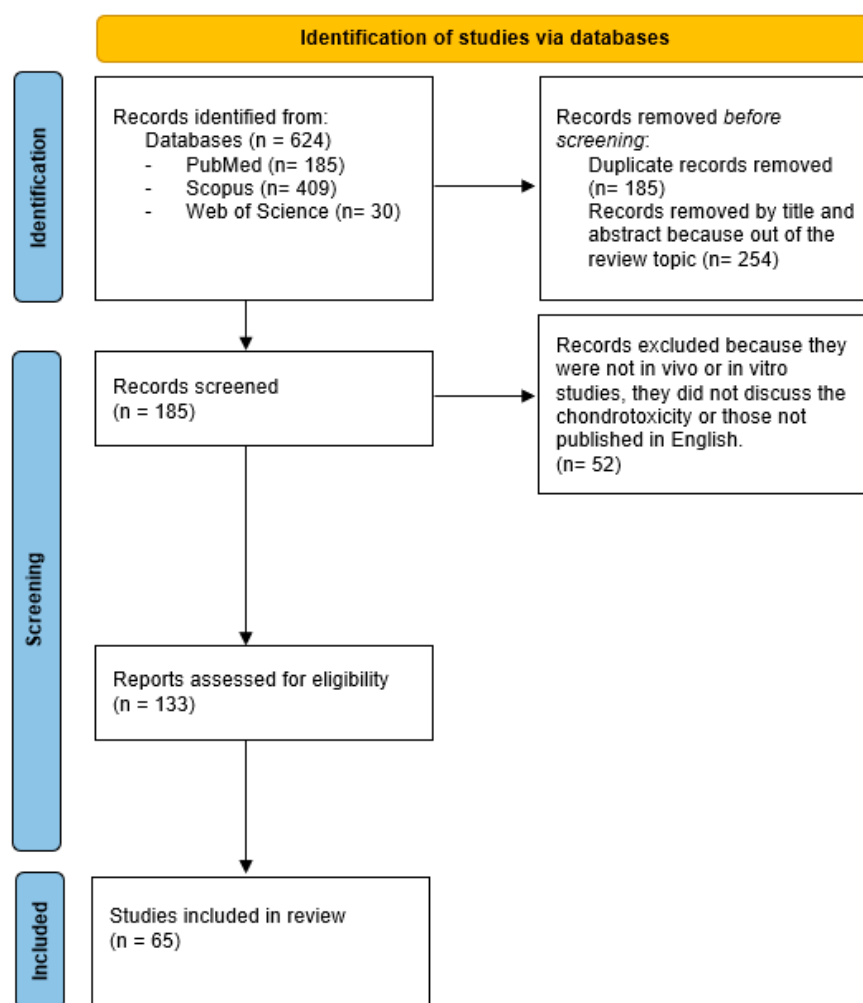 Identification of studies via databases
Identification
Records identified from:
Databases (n = 624)
- PubMed (n= 185)
- Scopus (n= 409)
- Web of Science (n= 30)
Records removed before
screening:
Duplicate records removed
(n= 185)
Records removed by title and
abstract because out of the
review topic (n= 254)
Screening
Records screened
(n = 185)
Records excluded because they
were not in vivo or in vitro
studies, they did not discuss the
chondrotoxicity or those not
published in English.
(n= 52)
Reports assessed for eligibility
(n = 133)
Included
Studies included in review
(n = 65)